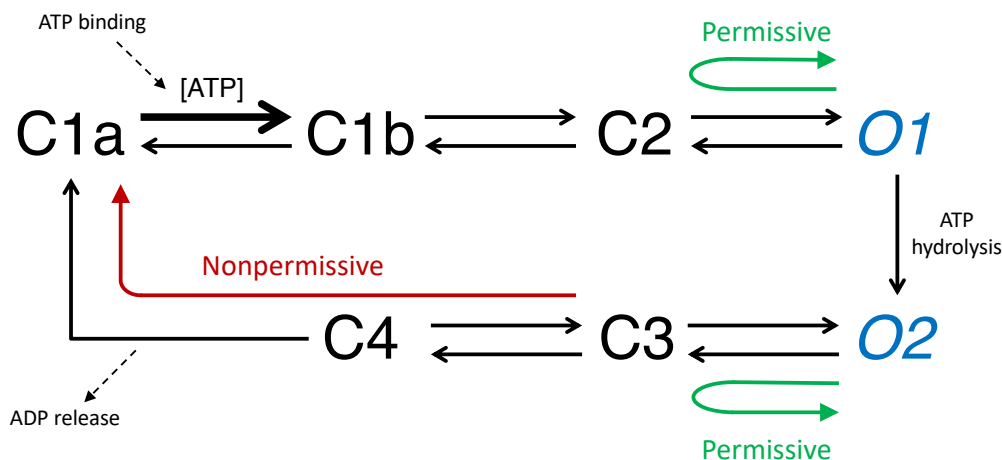 ATP binding
Permissive
[ATP]
C1a
C1b
C2
O1
ATP
hydrolysis
Nonpermissive
C4
C3
O2
ADP release
Permissive